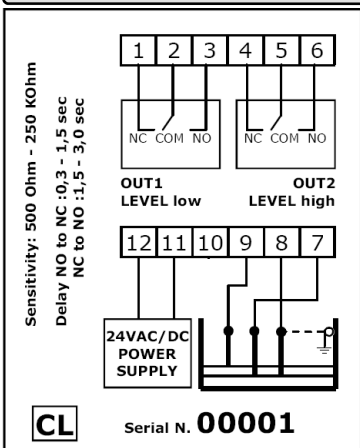 Sensitivity: 500 Ohm - 250 KOhm
Delay NO to NC :0,3 - 1,5 sec
NC to NO :1,5 - 3,0 sec
1 2 3 4 5 6
NC COM NO NC COM NO
OUT1 OUT2
LEVEL low LEVEL high
12 11 10 9 8 7
24VAC/DC
POWER
SUPPLY
CL Serial N. 00001